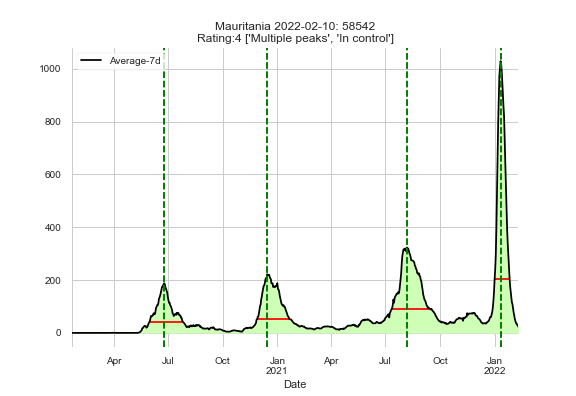 Mauritania 2022-02-10: 58542
Rating:4 ['Multiple peaks', 'In control']
Average-7d
1000
800
600
400
200
0
Apr Jul Oct Jan Apr Jul Oct Jan
2021 2022
Date